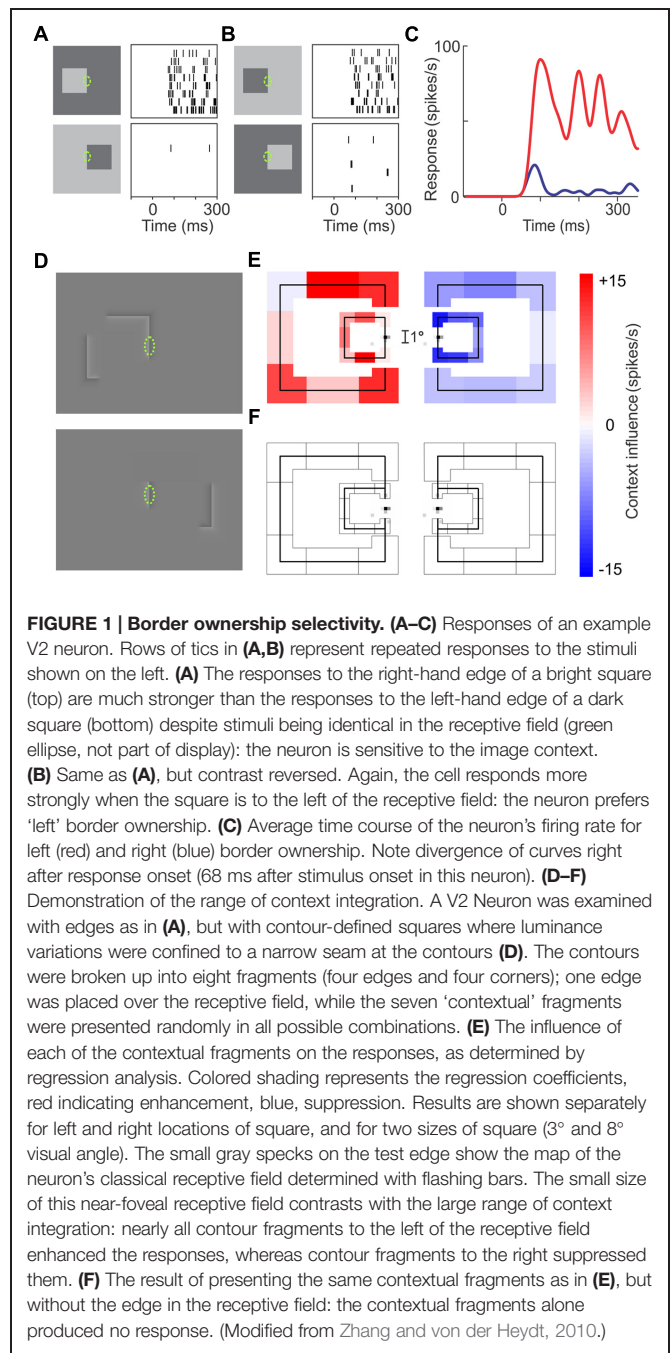 A
B
C
0
300
Time (ms)
0
300
Time (ms)
100
Response (spikes/s)
0
0
300
Time (ms)
D
E
1°
+15
0
-15
Context influence (spikes/s)
F
FIGURE 1 | Border ownership selectivity. (A–C) Responses of an example
V2 neuron. Rows of tics in (A,B) represent repeated responses to the stimuli
shown on the left. (A) The responses to the right-hand edge of a bright square
(top) are much stronger than the responses to the left-hand edge of a dark
square (bottom) despite stimuli being identical in the receptive field (green
ellipse, not part of display): the neuron is sensitive to the image context.
(B) Same as (A), but contrast reversed. Again, the cell responds more
strongly when the square is to the left of the receptive field: the neuron prefers
‘left’ border ownership. (C) Average time course of the neuron’s firing rate for
left (red) and right (blue) border ownership. Note divergence of curves right
after response onset (68 ms after stimulus onset in this neuron). (D–F)
Demonstration of the range of context integration. A V2 Neuron was examined
with edges as in (A), but with contour-defined squares where luminance
variations were confined to a narrow seam at the contours (D). The contours
were broken up into eight fragments (four edges and four corners); one edge
was placed over the receptive field, while the seven ‘contextual’ fragments
were presented randomly in all possible combinations. (E) The influence of
each of the contextual fragments on the responses, as determined by
regression analysis. Colored shading represents the regression coefficients,
red indicating enhancement, blue, suppression. Results are shown separately
for left and right locations of square, and for two sizes of square (3° and 8°
visual angle). The small gray specks on the test edge show the map of the
neuron’s classical receptive field determined with flashing bars. The small size
of this near-foveal receptive field contrasts with the large range of context
integration: nearly all contour fragments to the left of the receptive field
enhanced the responses, whereas contour fragments to the right suppressed
them. (F) The result of presenting the same contextual fragments as in (E), but
without the edge in the receptive field: the contextual fragments alone
produced no response. (Modified from Zhang and von der Heydt, 2010.)